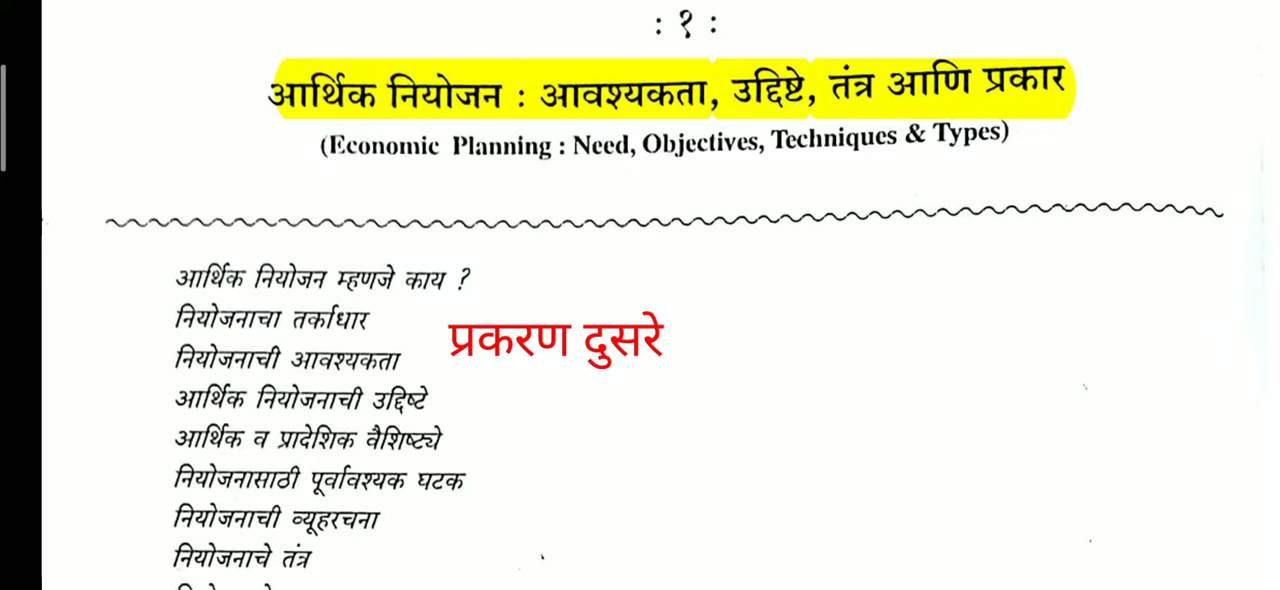 : १ :
आर्थिक नियोजन : आवश्यकता, उद्दिष्टे, तंत्र आणि प्रकार
(Economic Planning : Need, Objectives, Techniques & Types)
आर्थिक नियोजन म्हणजे काय ?
नियोजनाचा तर्काधार
प्रकरण दुसरे
नियोजनाची आवश्यकता
आर्थिक नियोजनाची उद्दिष्टे
आर्थिक व प्रादेशिक वैशिष्ट्ये
नियोजनासाठी पूर्वावश्यक घटक
नियोजनाची व्यूहरचना
नियोजनाचे तंत्र